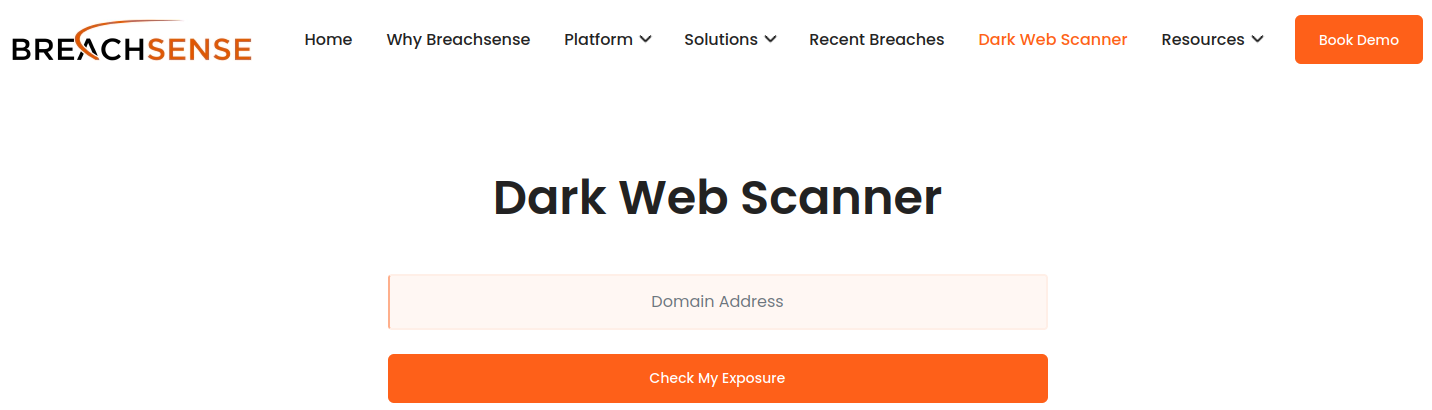 BREACHSENSE
Home Why Breachsense Platform Solutions Recent Breaches Dark Web Scanner Resources Book Demo
Dark Web Scanner
Domain Address
Check My Exposure